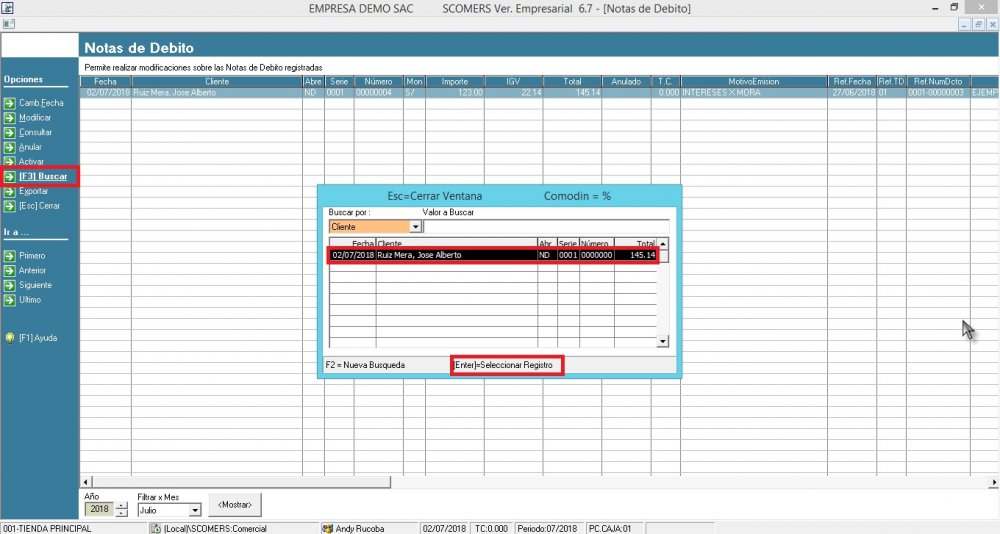 EMPRESA DEMO SAC SCOMERS Ver. Empresarial 6.7 - [Notas de Debito]
Notas de Debito
Permite realizar modificaciones sobre las Notas de Debito registradas
Opciones
Camb.Fecha
Modificar
Consultar
Anular
Activar
[F3] Buscar
Exportar
[Esc] Cerrar
Ir a ...
Primero
Anterior
Siguiente
Ultimo
[F1] Ayuda
Fecha Cliente Abre Serie Número Mon Importe IGV Total Anulado T.C. MotivoEmision Ref.Fecha Ref.TD Ref.NumDcto
02/07/2018 Ruiz Mera, Jose Alberto ND 0001 00000004 S/ 123.00 22.14 145.14 0.000 INTERESES X MORA 27/06/2018 01 0001-00000003 EJEMP
Esc=Cerrar Ventana Comodin = %
Buscar por : Valor a Buscar
Cliente
Fecha Cliente Abr Serie Número Total
02/07/2018 Ruiz Mera, Jose Alberto ND 0001 0000000 145.14
F2 = Nueva Busqueda [Enter]=Seleccionar Registro
Año Filtrar x Mes
2018 Julio <Mostrar>
001-TIENDA PRINCIPAL (Local)\SCOMERS:Comercial Andy Rucoba 02/07/2018 TC:0.000 Periodo:07/2018 PC.CAJA:01